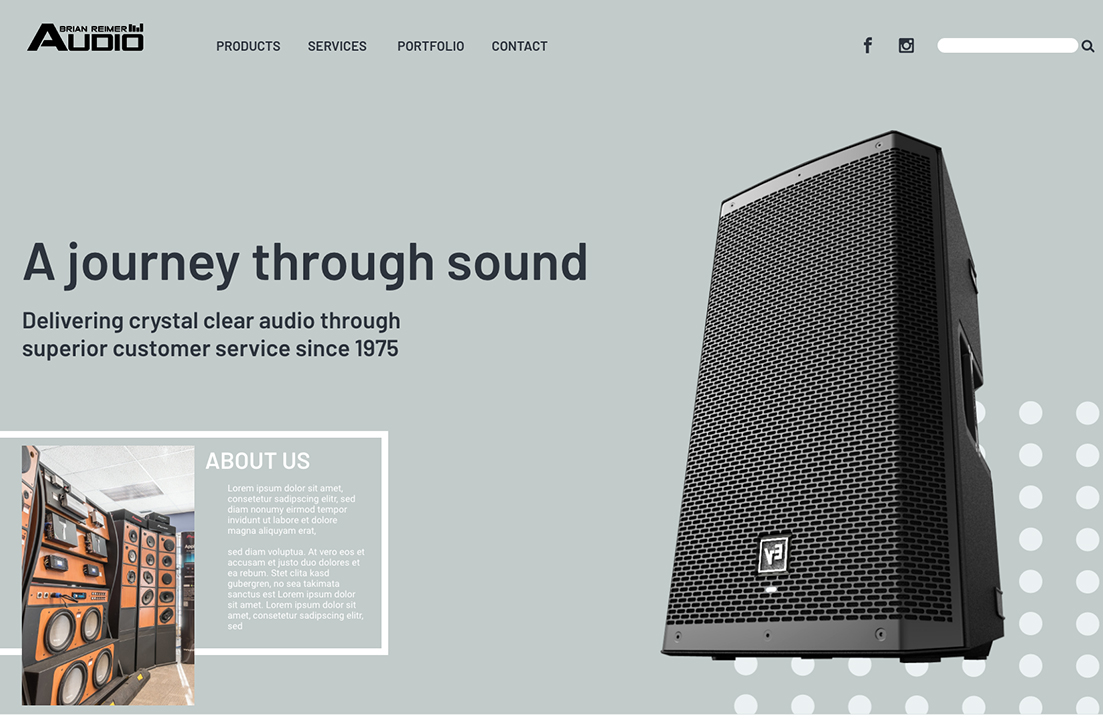 BRIAN REIMER
AUDIO
PRODUCTS SERVICES PORTFOLIO CONTACT
A journey through sound
Delivering crystal clear audio through
superior customer service since 1975
ABOUT US
Lorem ipsum dolor sit amet,
consetetur sadipscing elitr, sed
diam nonumy eirmod tempor
invidunt ut labore et dolore
magna aliquyam erat,
sed diam voluptua. At vero eos et
accusam et justo duo dolores et
ea rebum. Stet clita kasd
gubergren, no sea takimata
sanctus est Lorem ipsum dolor
sit amet. Lorem ipsum dolor sit
amet, consetetur sadipscing elitr,
sed